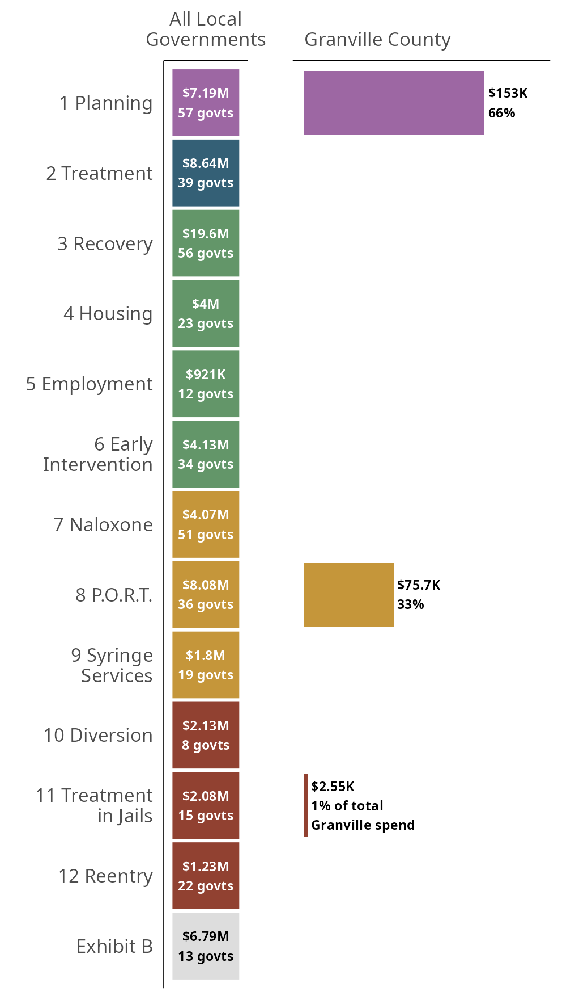 All Local
Governments
Granville County
1 Planning
$7.19M
57 govts
$153K
66%
2 Treatment
$8.64M
39 govts
3 Recovery
$19.6M
56 govts
4 Housing
$4M
23 govts
5 Employment
$921K
12 govts
6 Early
Intervention
$4.13M
34 govts
7 Naloxone
$4.07M
51 govts
8 P.O.R.T.
$8.08M
36 govts
$75.7K
33%
9 Syringe
Services
$1.8M
19 govts
10 Diversion
$2.13M
8 govts
11 Treatment
in Jails
$2.08M
15 govts
$2.55K
1% of total
Granville spend
12 Reentry
$1.23M
22 govts
Exhibit B
$6.79M
13 govts